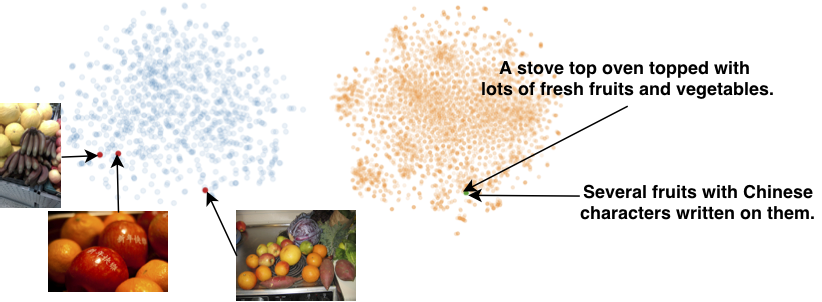 A stove top oven topped with
lots of fresh fruits and vegetables.
Several fruits with Chinese
characters written on them.